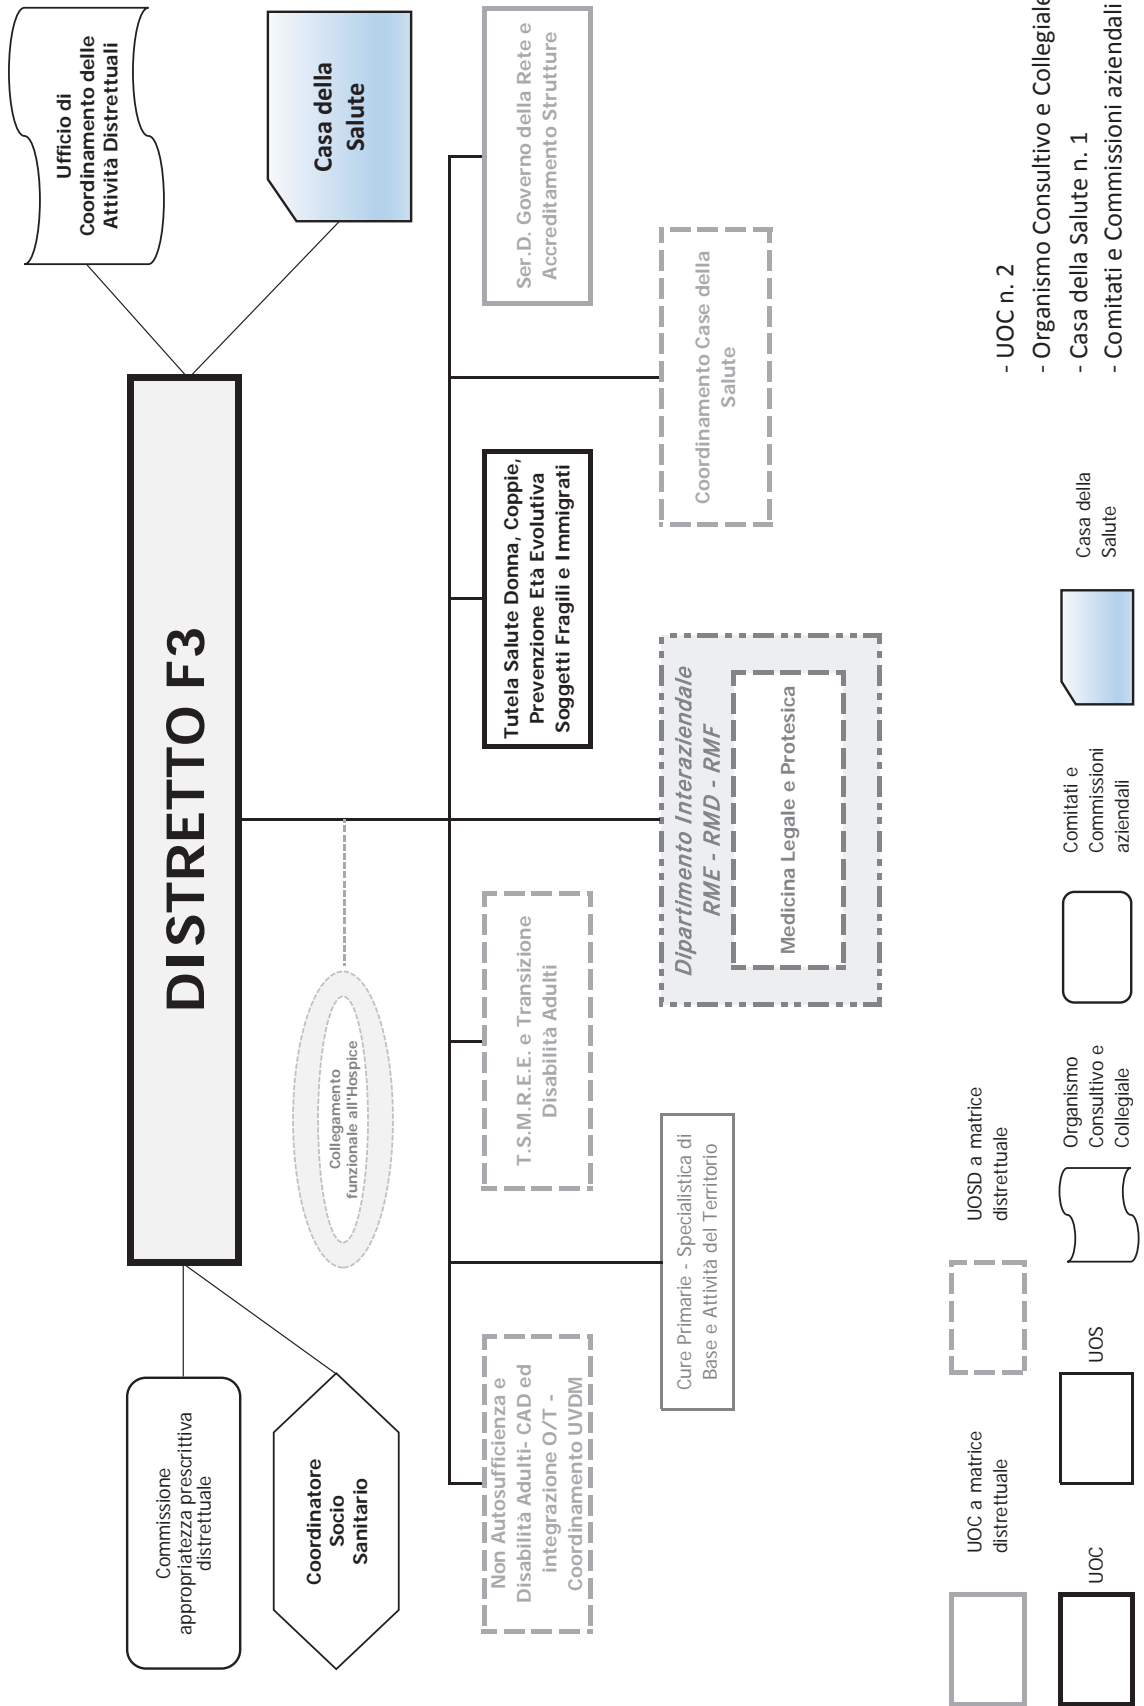 DISTRETTO F3
Commissione
appropriatezza prescrittiva
distrettuale
Coordinatore
Socio
Sanitario
Ufficio di
Coordinamento delle
Attività Distrettuali
Casa della
Salute
Collegamento
funzionale all'Hospice
Non Autosufficienza e
Disabilità Adulti- CAD ed
integrazione O/T -
Coordinamento UVDM
T.S.M.R.E.E. e Transizione
Disabilità Adulti
Tutela Salute Donna, Coppie,
Prevenzione Età Evolutiva
Soggetti Fragili e Immigrati
Ser.D. Governo della Rete e
Accreditamento Strutture
Cure Primarie - Specialistica di
Base e Attività del Territorio
Dipartimento Interaziendale
RME - RMD - RMF
Medicina Legale e Protesica
Coordinamento Case della
Salute
UOC a matrice
distrettuale
UOSD a matrice
distrettuale
UOC
UOS
Organismo
Consultivo e
Collegiale
Comitati e
Commissioni
aziendali
Casa della
Salute
- UOC n. 2
- Organismo Consultivo e Collegiale
- Casa della Salute n. 1
- Comitati e Commissioni aziendali